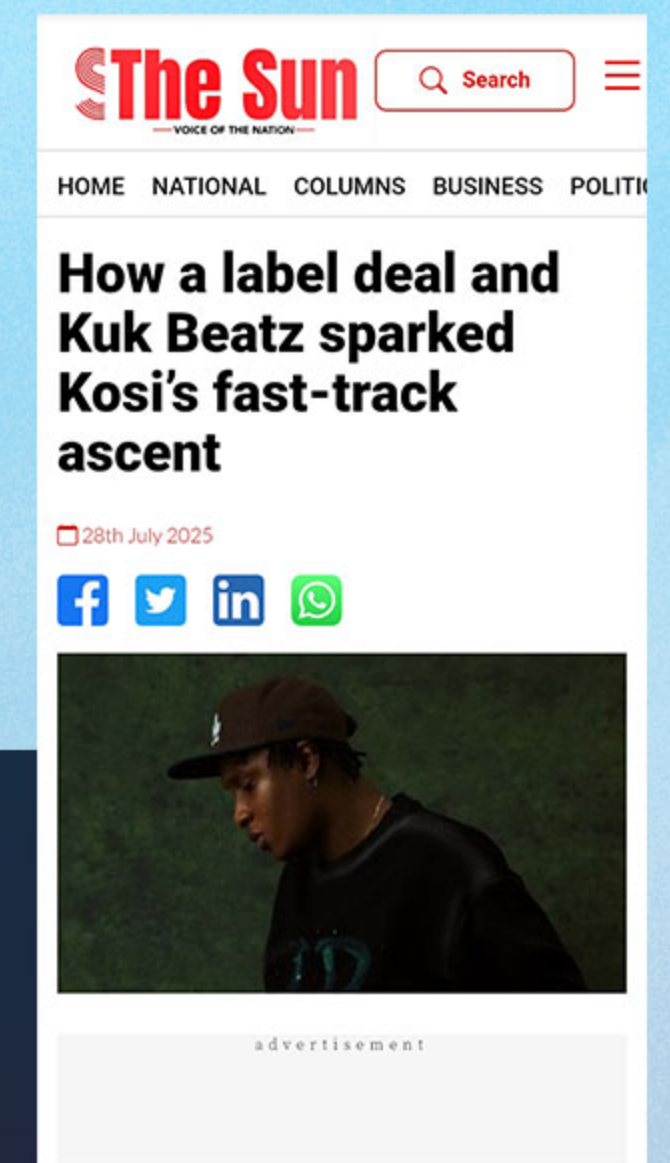 The Sun
VOICE OF THE NATION
Search
HOME NATIONAL COLUMNS BUSINESS POLITI
How a label deal and
Kuk Beatz sparked
Kosi's fast-track
ascent
28th July 2025
advertisement